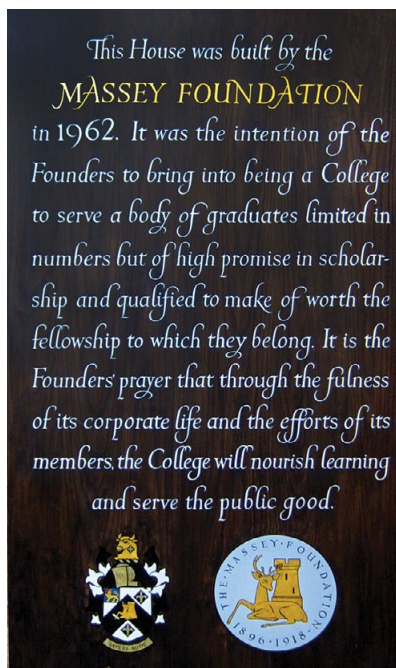 This House was built by the
MASSEY FOUNDATION
in 1962. It was the intention of the
Founders to bring into being a College
to serve a body of graduates limited in
numbers but of high promise in scholar-
ship and qualified to make of worth the
fellowship to which they belong. It is the
Founders' prayer that through the fulness
of its corporate life and the efforts of its
members, the College will nourish learning
and serve the public good.
SAPERE AUDE
THE · MASSEY · FOUNDATION
· 1896 · 1918 ·